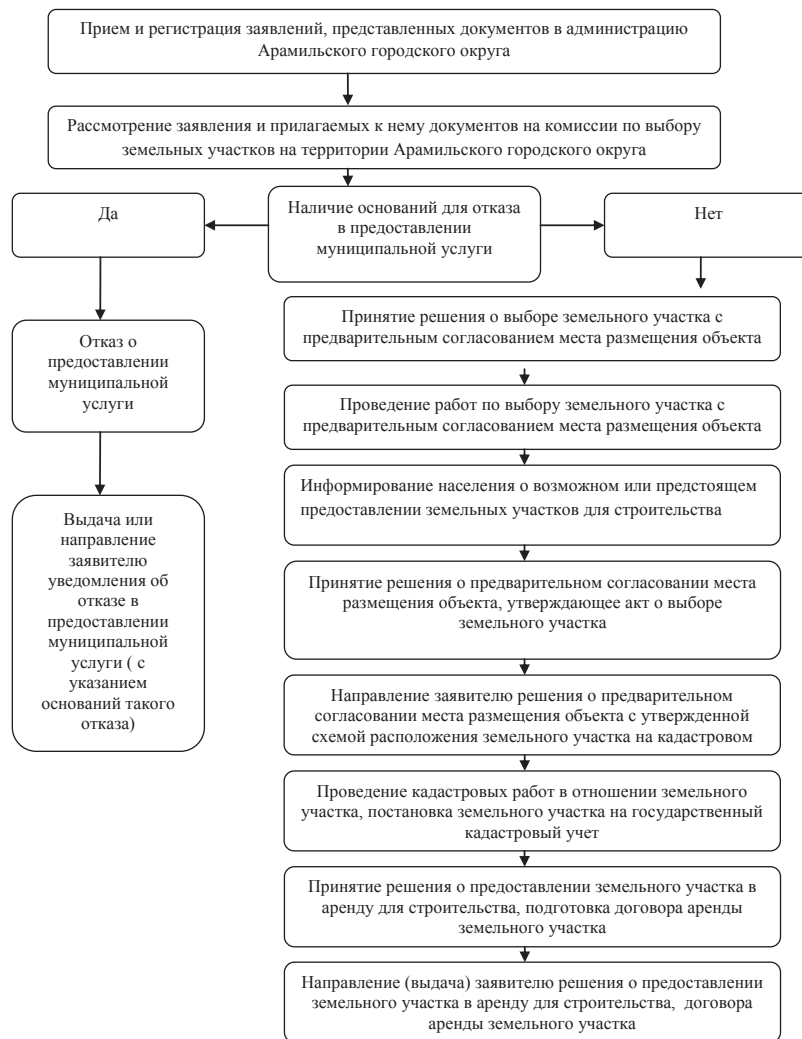 Прием и регистрация заявлений, представленных документов в администрацию
Арамильского городского округа
Рассмотрение заявления и прилагаемых к нему документов на комиссии по выбору
земельных участков на территории Арамильского городского округа
Да
Наличие оснований для отказа
в предоставлении
муниципальной услуги
Нет
Отказ о
предоставлении
муниципальной
услуги
Выдача или
направление
заявителю
уведомления об
отказе в
предоставлении
муниципальной
услуги ( с
указанием
оснований такого
отказа)
Принятие решения о выборе земельного участка с
предварительным согласованием места размещения объекта
Проведение работ по выбору земельного участка с
предварительным согласованием места размещения объекта
Информирование населения о возможном или предстоящем
предоставлении земельных участков для строительства
Принятие решения о предварительном согласовании места
размещения объекта, утверждающее акт о выборе
земельного участка
Направление заявителю решения о предварительном
согласовании места размещения объекта с утвержденной
схемой расположения земельного участка на кадастровом
Проведение кадастровых работ в отношении земельного
участка, постановка земельного участка на государственный
кадастровый учет
Принятие решения о предоставлении земельного участка в
аренду для строительства, подготовка договора аренды
земельного участка
Направление (выдача) заявителю решения о предоставлении
земельного участка в аренду для строительства, договора
аренды земельного участка